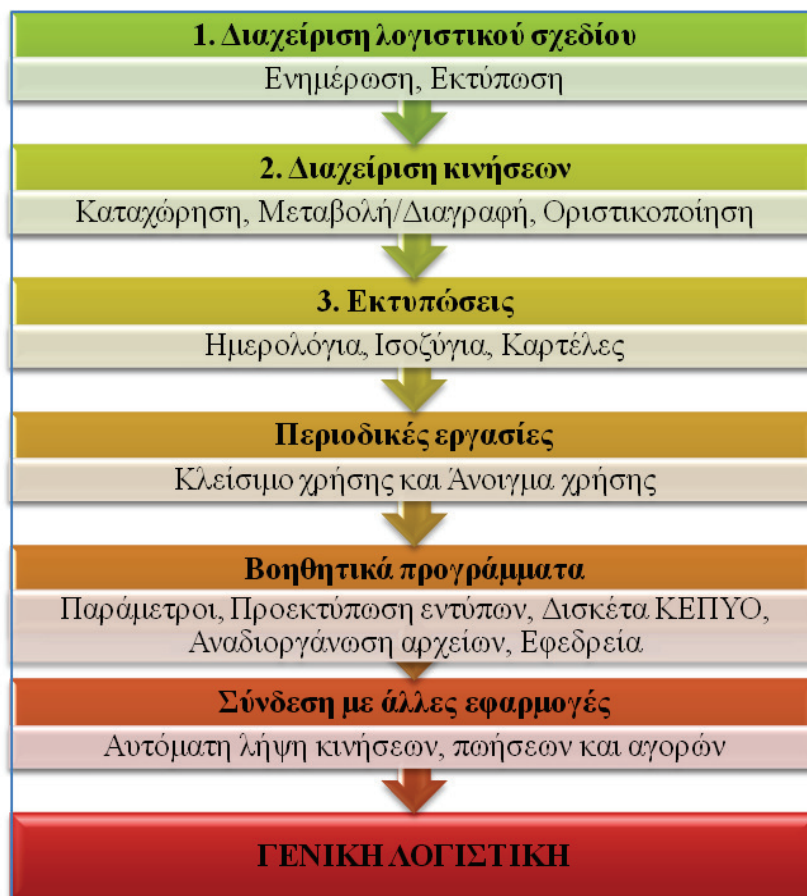 1. Διαχείριση λογιστικού σχεδίου
Ενημέρωση, Εκτύπωση
2. Διαχείριση κινήσεων
Καταχώρηση, Μεταβολή/Διαγραφή, Οριστικοποίηση
3. Εκτυπώσεις
Ημερολόγια, Ισοζύγια, Καρτέλες
Περιοδικές εργασίες
Κλείσιμο χρήσης και Άνοιγμα χρήσης
Βοηθητικά προγράμματα
Παράμετροι, Προεκτύπωση εντύπων, Δισκέτα ΚΕΠΥΟ,
Αναδιοργάνωση αρχείων, Εφεδρεία
Σύνδεση με άλλες εφαρμογές
Αυτόματη λήψη κινήσεων, πωήσεων και αγορών
ΓΕΝΙΚΗ ΛΟΓΙΣΤΙΚΗ